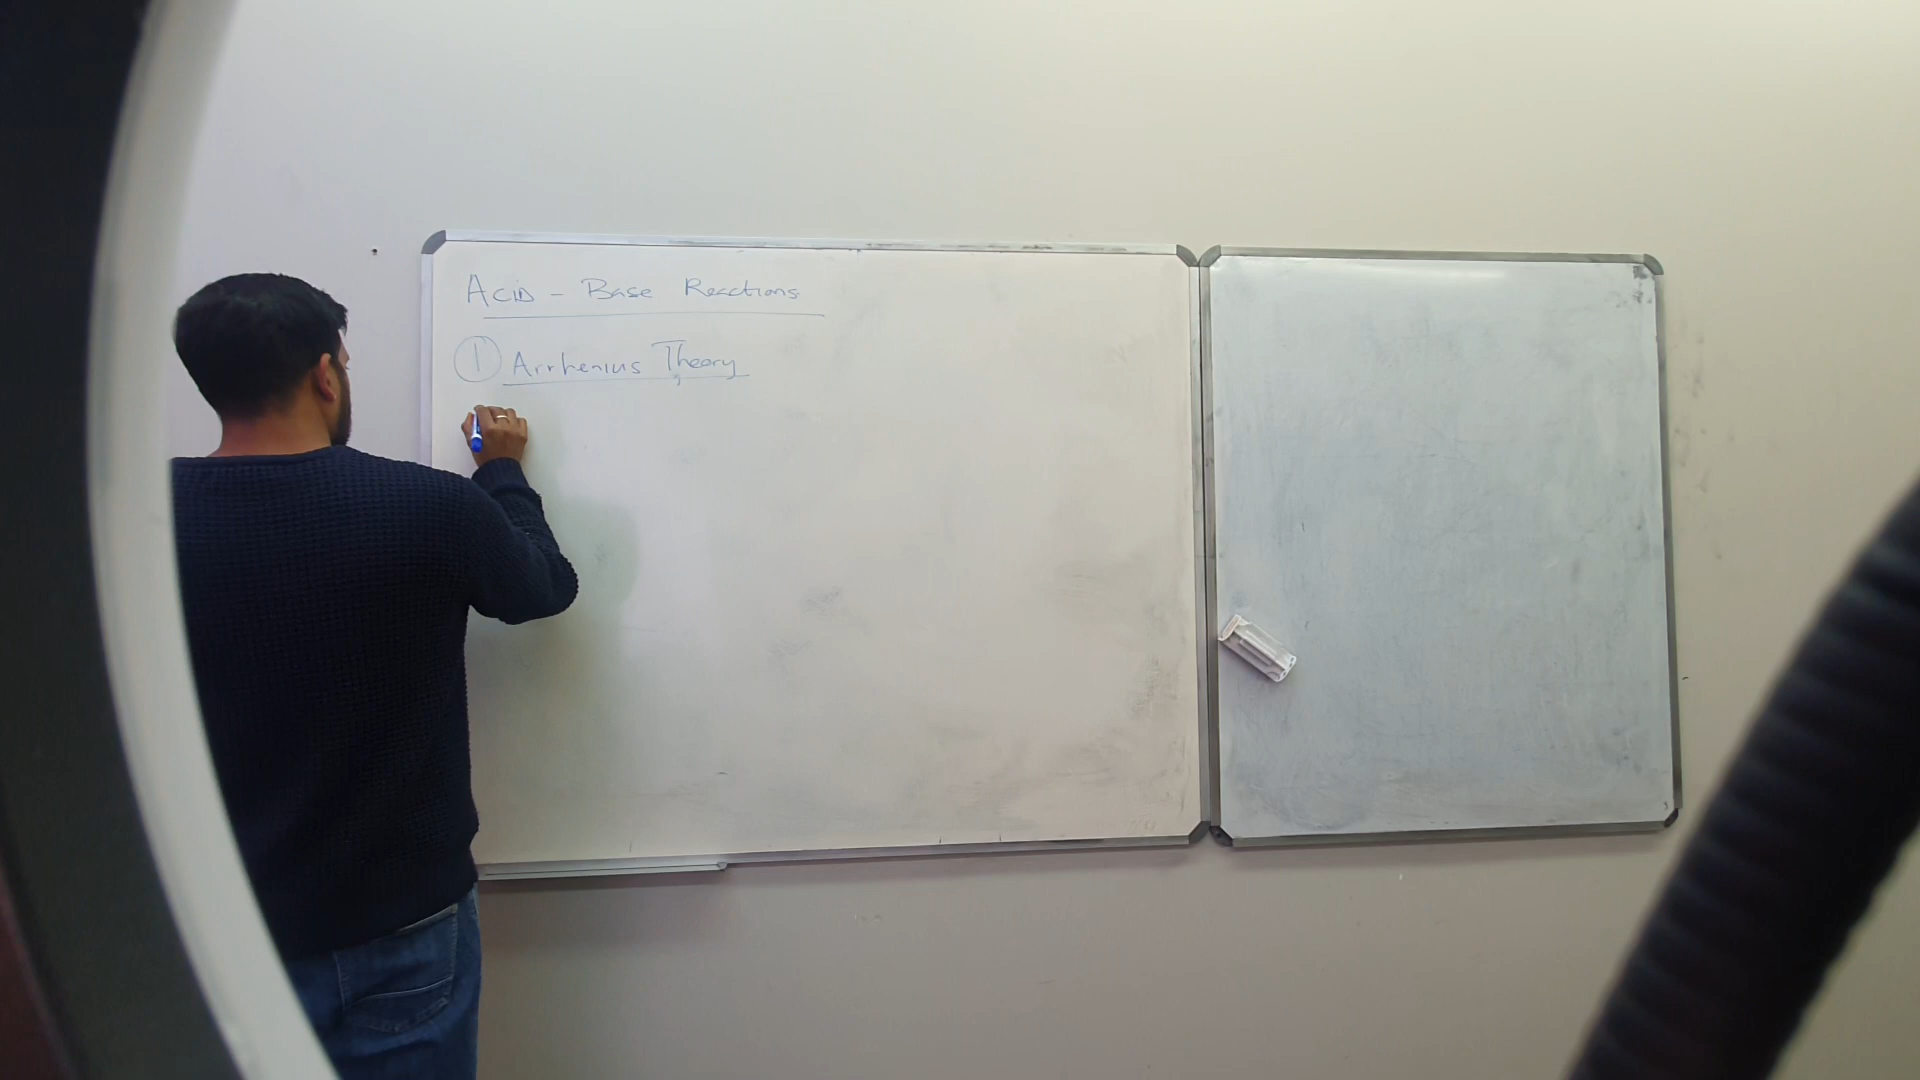 Acid - Base Reactions
① Arrhenius Theory